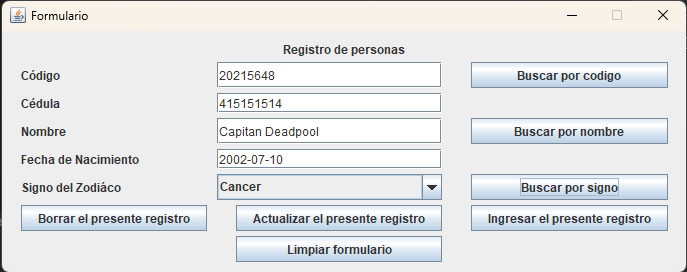 Formulario
Registro de personas
Código 20215648 Buscar por codigo
Cédula 415151514
Nombre Capitan Deadpool Buscar por nombre
Fecha de Nacimiento 2002-07-10
Signo del Zodiáco Cancer Buscar por signo
Borrar el presente registro Actualizar el presente registro Ingresar el presente registro
Limpiar formulario